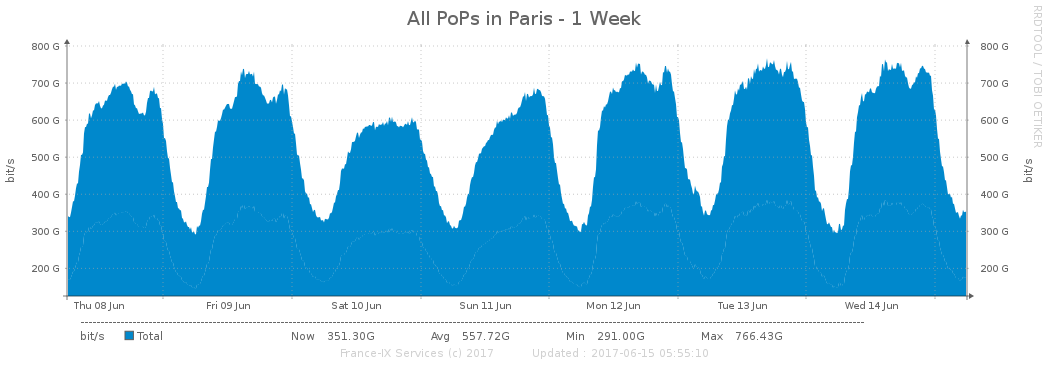 All PoPs in Paris - 1 Week
RRDTOOL / TOBI OETIKER
800 G 800 G
700 G 700 G
600 G 600 G
500 G 500 G
400 G 400 G
300 G 300 G
200 G 200 G
bit/s bit/s
Thu 08 Jun Fri 09 Jun Sat 10 Jun Sun 11 Jun Mon 12 Jun Tue 13 Jun Wed 14 Jun
bit/s Total Now 351.30G Avg 557.72G Min 291.00G Max 766.43G
France-IX Services (c) 2017 Updated : 2017-06-15 05:55:10